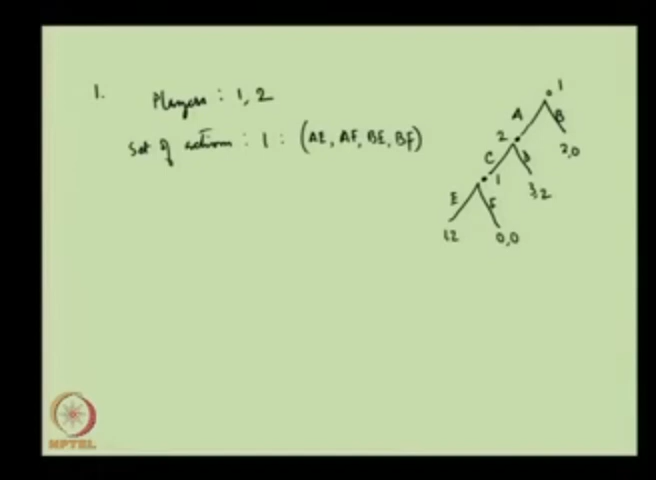 1. Players : 1, 2
Set of actions : 1 : (AE, AF, BE, BF)
1
A B
2
2,0
C D
1
3,2
E F
1,2 0,0
NPTEL